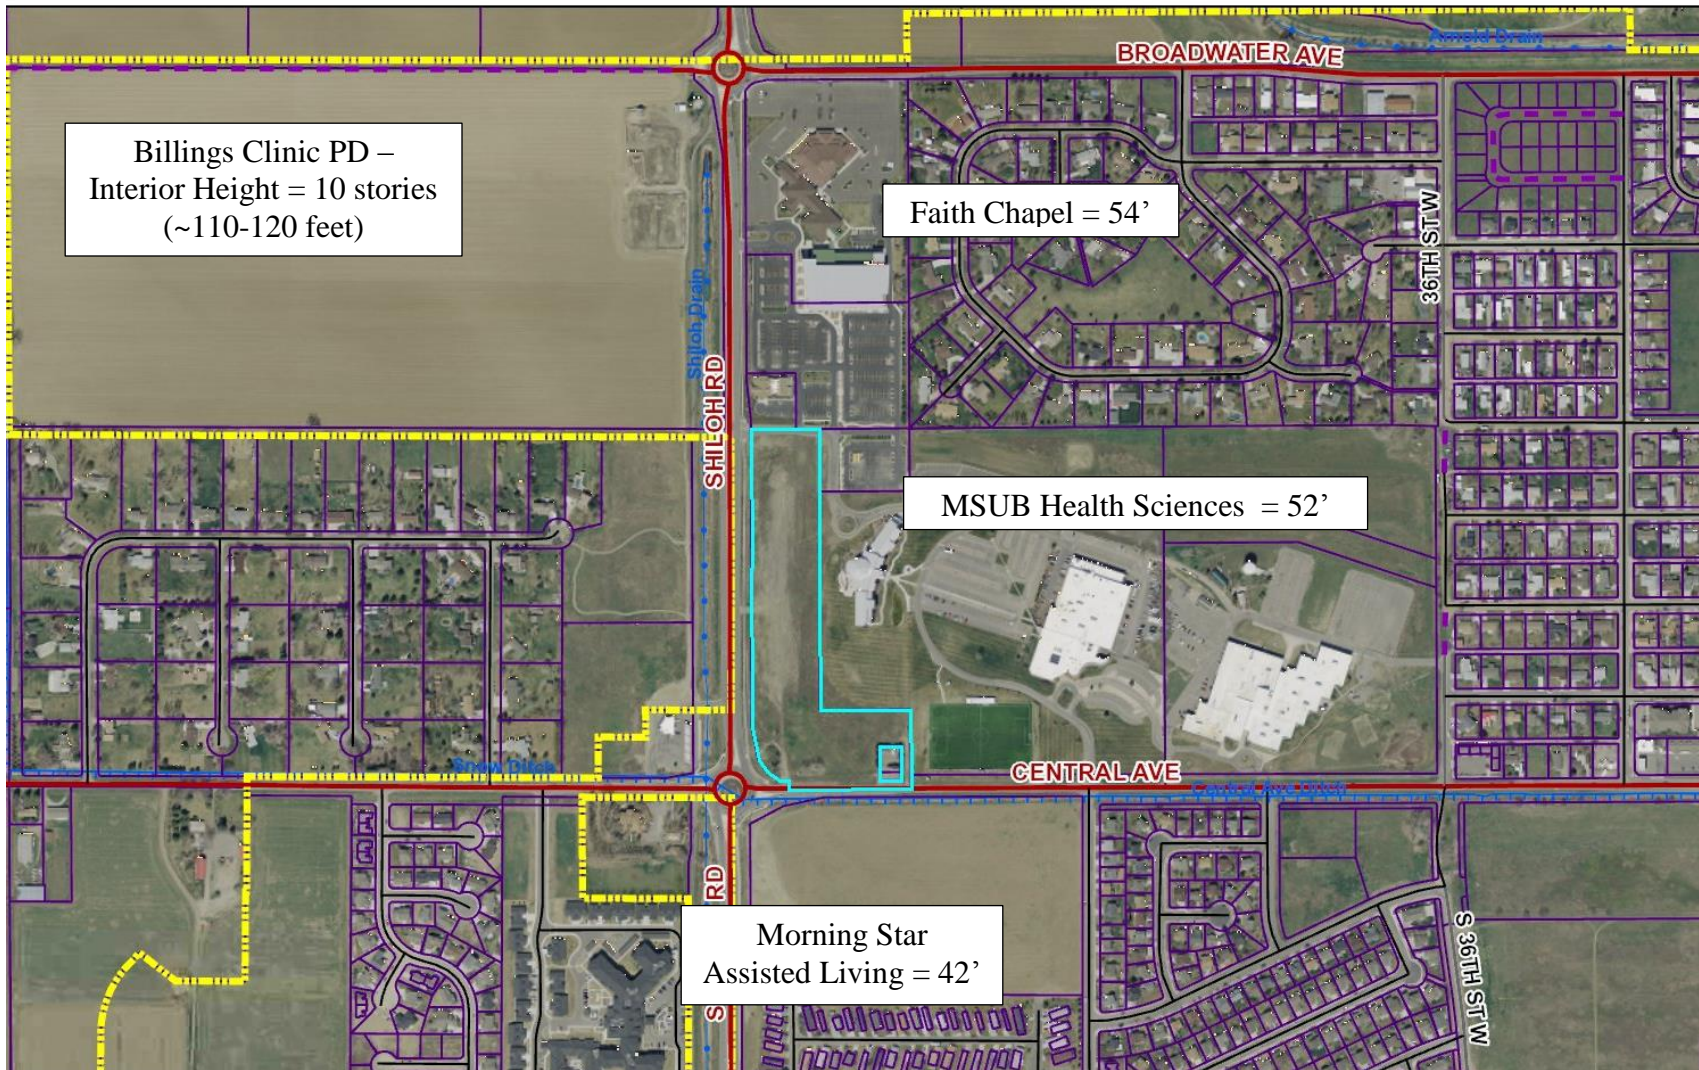 Arnold Drain
BROADWATER AVE
Billings Clinic PD –
Interior Height = 10 stories
(~110-120 feet)
Faith Chapel = 54’
36TH ST W
Shiloh Drain
SHILOH RD
MSUB Health Sciences = 52’
Snow Ditch
CENTRAL AVE
Central Ave Ditch
S
RD
Morning Star
Assisted Living = 42’
S 36TH ST W